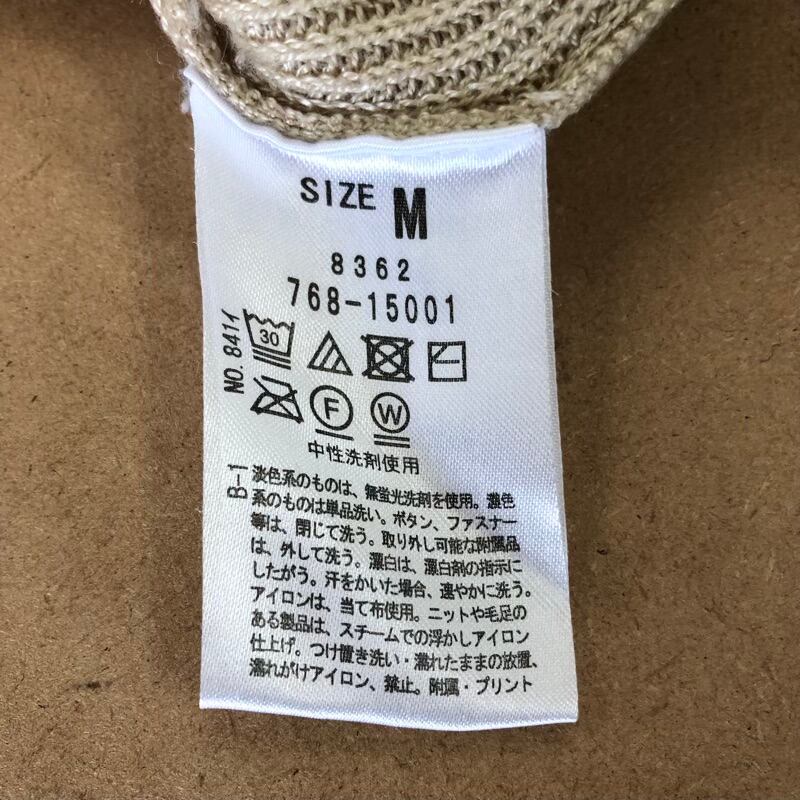 SIZE M
8362
768-15001
NO. 841イ
30
F W
中性洗剤使用
B-1
淡色系のものは、無蛍光洗剤を使用。濃色
系のものは単品洗い。ボタン、ファスナー
等は、閉じて洗う。取り外し可能な附属品
は、外して洗う。漂白は、漂白剤の指示に
したがう。汗をかいた場合、速やかに洗う。
アイロンは、当て布使用。ニットや毛足の
ある製品は、スチームでの浮かしアイロン
仕上げ。つけ置き洗い・濡れたままの放置、
濡れがけアイロン、禁止。附属・プリント